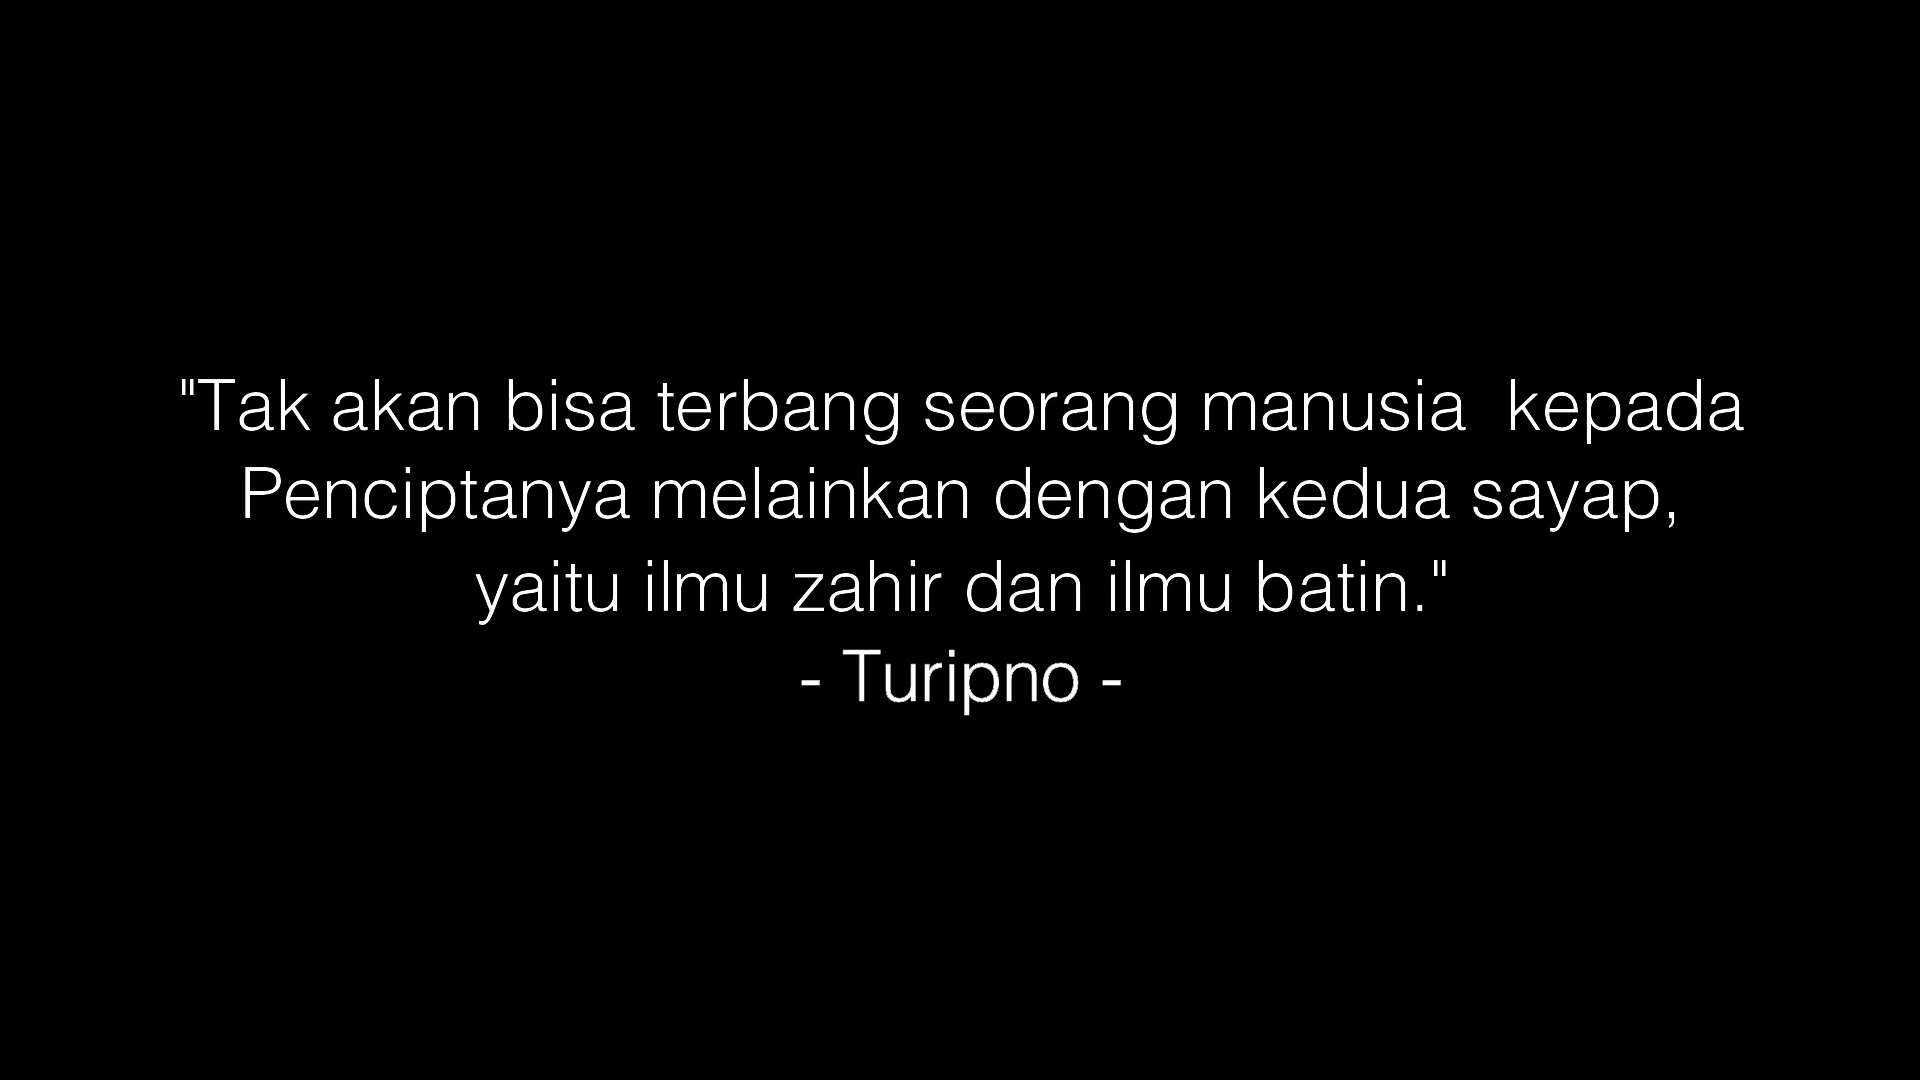 "Tak akan bisa terbang seorang manusia  kepada
Penciptanya melainkan dengan kedua sayap,
yaitu ilmu zahir dan ilmu batin."
- Turipno -